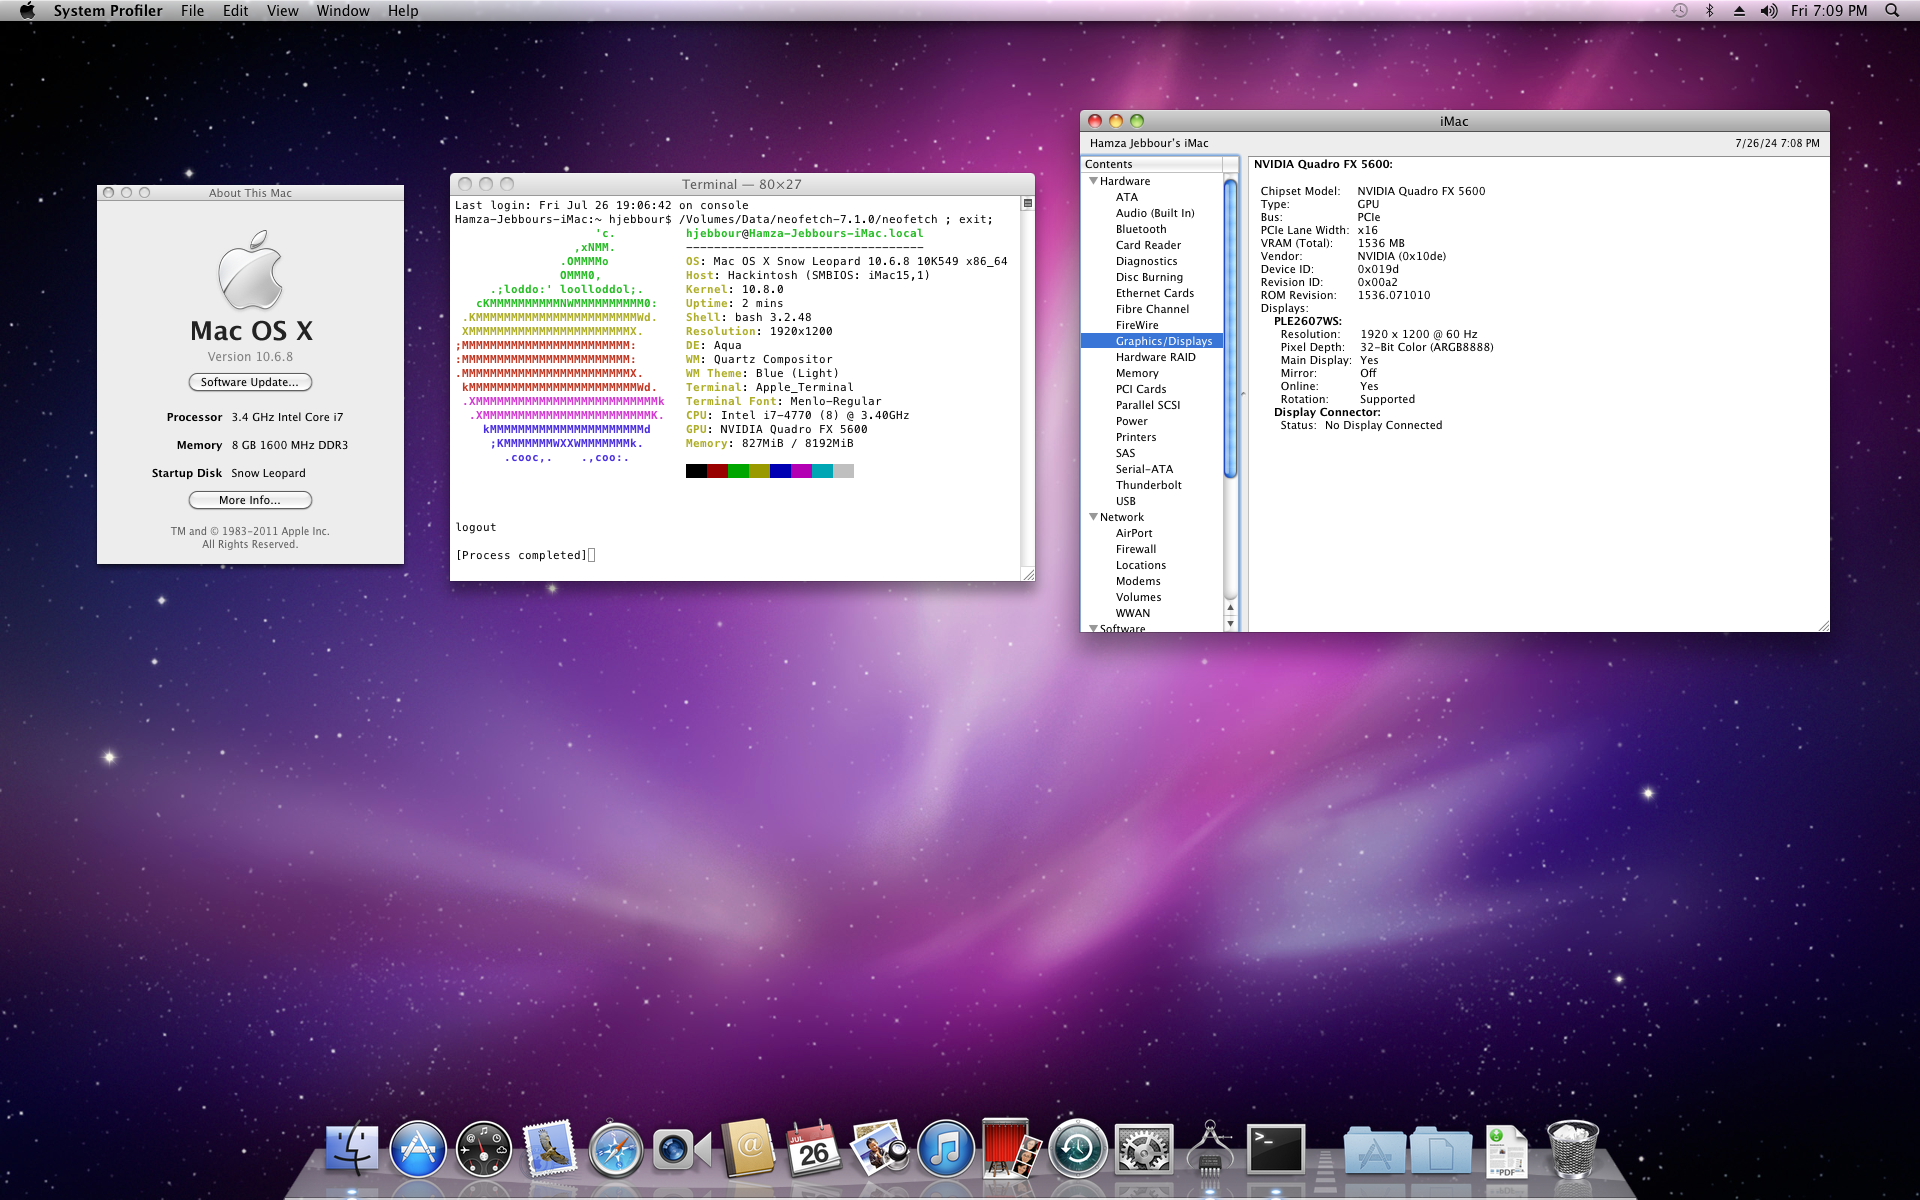 System Profiler File Edit View Window Help
Fri 7:09 PM
About This Mac
Mac OS X
Version 10.6.8
Software Update...
Processor 3.4 GHz Intel Core i7
Memory 8 GB 1600 MHz DDR3
Startup Disk Snow Leopard
More Info...
TM and © 1983-2011 Apple Inc.
All Rights Reserved.
Terminal — 80×27
Last login: Fri Jul 26 19:06:42 on console
Hamza-Jebbours-iMac:~ hjebbour$ /Volumes/Data/neofetch-7.1.0/neofetch ; exit;
'c. hjebbour@Hamza-Jebbours-iMac.local
,xNMM. ----------------------------------
.OMMMMo OS: Mac OS X Snow Leopard 10.6.8 10K549 x86_64
OMMM0, Host: Hackintosh (SMBIOS: iMac15,1)
.;loddo:' loolloddol;. Kernel: 10.8.0
cKMMMMMMMMMMNWMMMMMMMMMM0: Uptime: 2 mins
.KMMMMMMMMMMMMMMMMMMMMMMMWd. Shell: bash 3.2.48
XMMMMMMMMMMMMMMMMMMMMMMMX. Resolution: 1920x1200
;MMMMMMMMMMMMMMMMMMMMMMMM: DE: Aqua
:MMMMMMMMMMMMMMMMMMMMMMMM: WM: Quartz Compositor
.MMMMMMMMMMMMMMMMMMMMMMMMX. WM Theme: Blue (Light)
kMMMMMMMMMMMMMMMMMMMMMMMMWd. Terminal: Apple_Terminal
.XMMMMMMMMMMMMMMMMMMMMMMMMMMk Terminal Font: Menlo-Regular
.XMMMMMMMMMMMMMMMMMMMMMMMMK. CPU: Intel i7-4770 (8) @ 3.40GHz
kMMMMMMMMMMMMMMMMMMMMMMd GPU: NVIDIA Quadro FX 5600
;KMMMMMMMWXXWMMMMMMMk. Memory: 827MiB / 8192MiB
.cooc,. .,coo:.
logout
[Process completed]
iMac
Hamza Jebbour's iMac
7/26/24 7:08 PM
Contents
Hardware
ATA
Audio (Built In)
Bluetooth
Card Reader
Diagnostics
Disc Burning
Ethernet Cards
Fibre Channel
FireWire
Graphics/Displays
Hardware RAID
Memory
PCI Cards
Parallel SCSI
Power
Printers
SAS
Serial-ATA
Thunderbolt
USB
Network
AirPort
Firewall
Locations
Modems
Volumes
WWAN
Software
NVIDIA Quadro FX 5600:
Chipset Model: NVIDIA Quadro FX 5600
Type: GPU
Bus: PCIe
PCIe Lane Width: x16
VRAM (Total): 1536 MB
Vendor: NVIDIA (0x10de)
Device ID: 0x019d
Revision ID: 0x00a2
ROM Revision: 1536.071010
Displays:
PLE2607WS:
Resolution: 1920 x 1200 @ 60 Hz
Pixel Depth: 32-Bit Color (ARGB8888)
Main Display: Yes
Mirror: Off
Online: Yes
Rotation: Supported
Display Connector:
Status: No Display Connected
@
JUL
26
>_
PDF